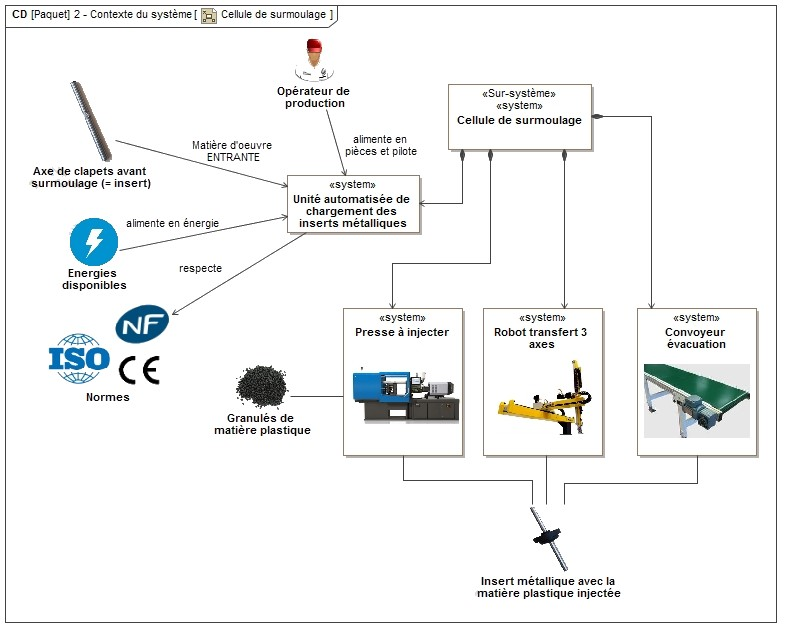 CD [Paquet] 2 - Contexte du système [ Cellule de surmoulage ]
Opérateur de
production
«Sur-système»
«system»
Cellule de surmoulage
Matière d'oeuvre
ENTRANTE
alimente en
pièces et pilote
Axe de clapets avant
surmoulage (= insert)
«system»
Unité automatisée de
chargement des
inserts métalliques
alimente en énergie
Energies
disponibles
respecte
NF
ISO
CE
Normes
«system»
Presse à injecter
«system»
Robot transfert 3
axes
«system»
Convoyeur
évacuation
Granulés de
matière plastique
Insert métallique avec la
matière plastique injectée